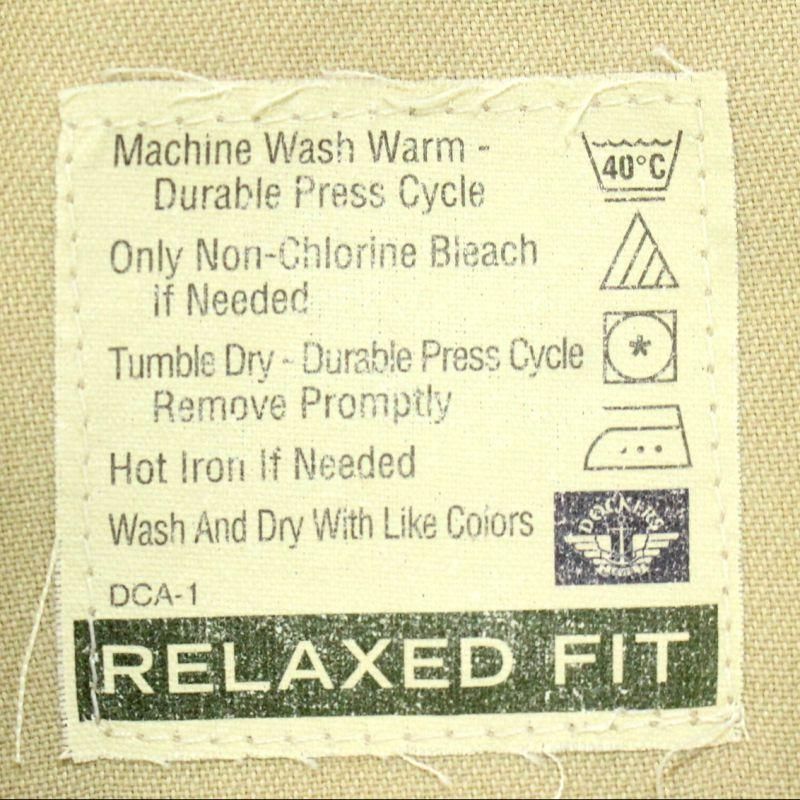 Machine Wash Warm -
Durable Press Cycle
40°C
Only Non-Chlorine Bleach
if Needed
Tumble Dry - Durable Press Cycle
Remove Promptly
Hot Iron If Needed
Wash And Dry With Like Colors
DOCKERS
DCA-1
RELAXED FIT